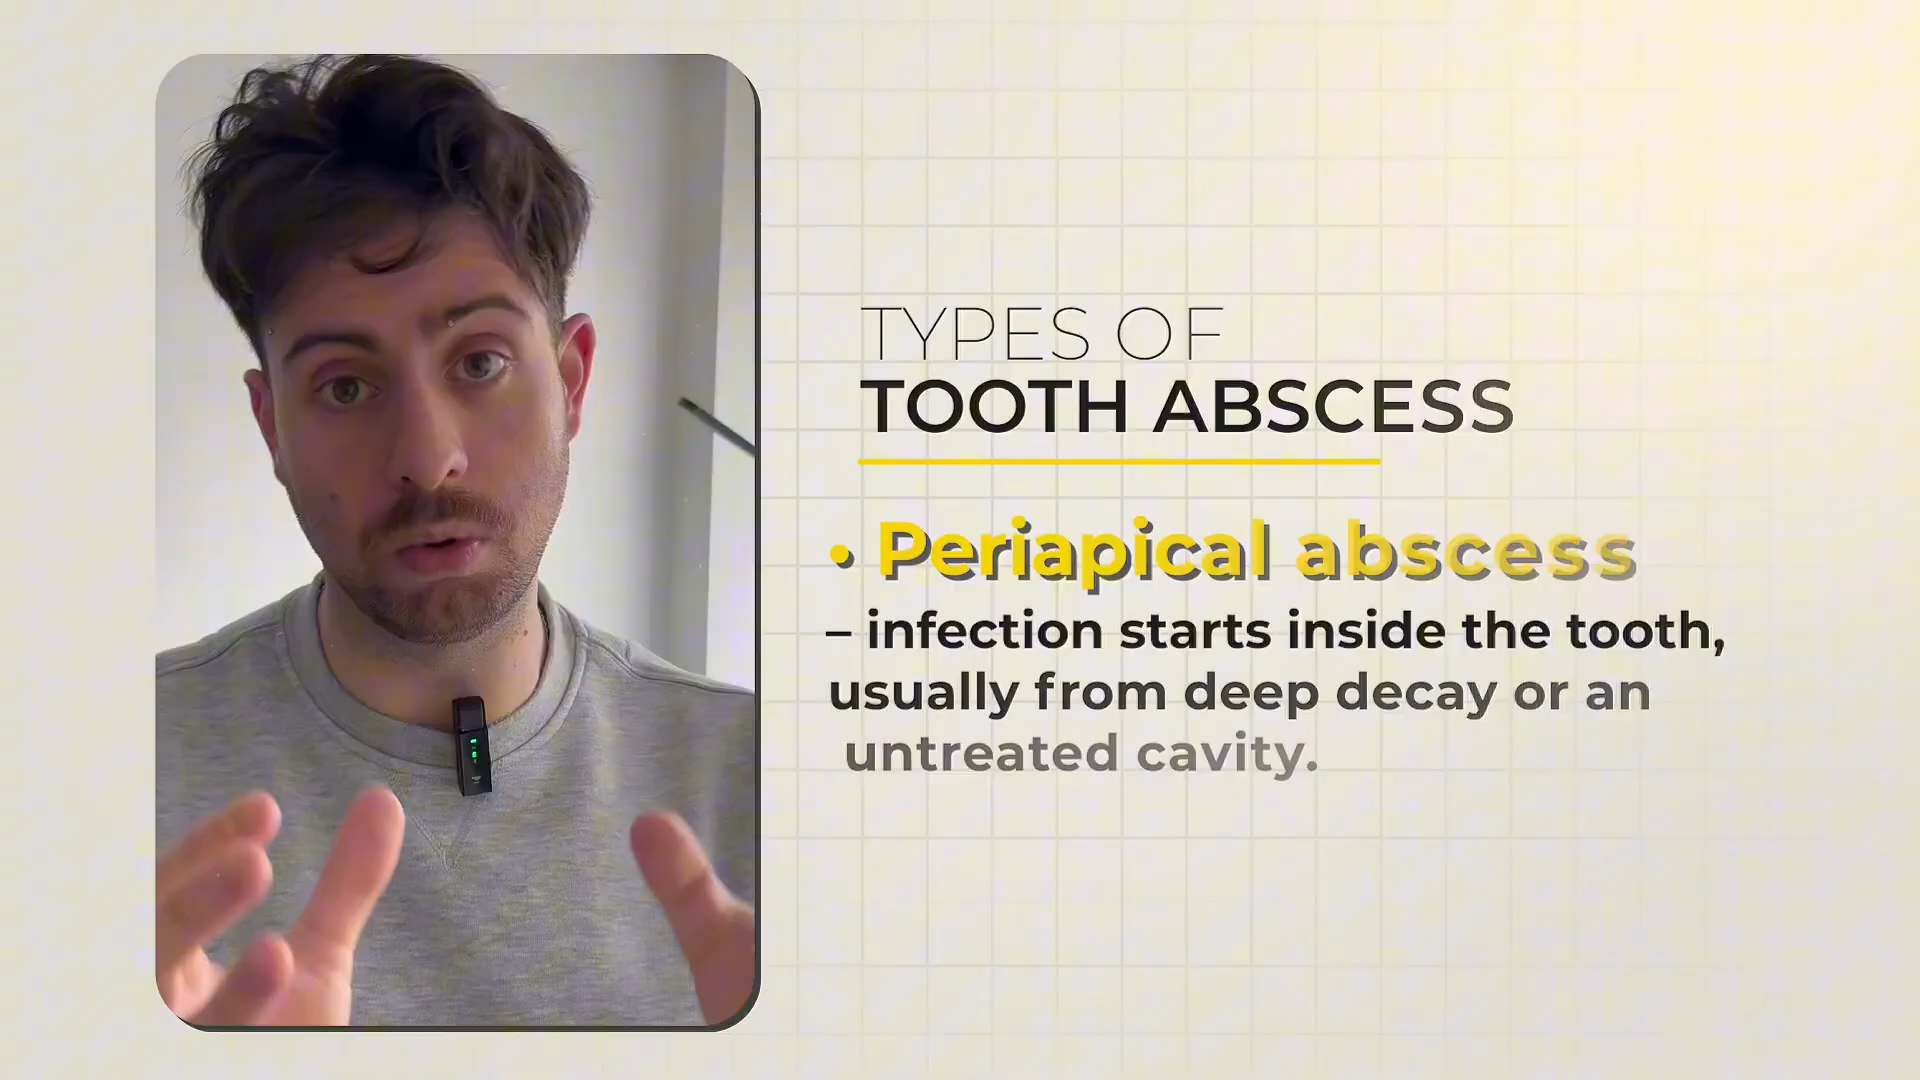 TYPES OF
TOOTH ABSCESS
• Periapical abscess
– infection starts inside the tooth,
usually from deep decay or an
untreated cavity.